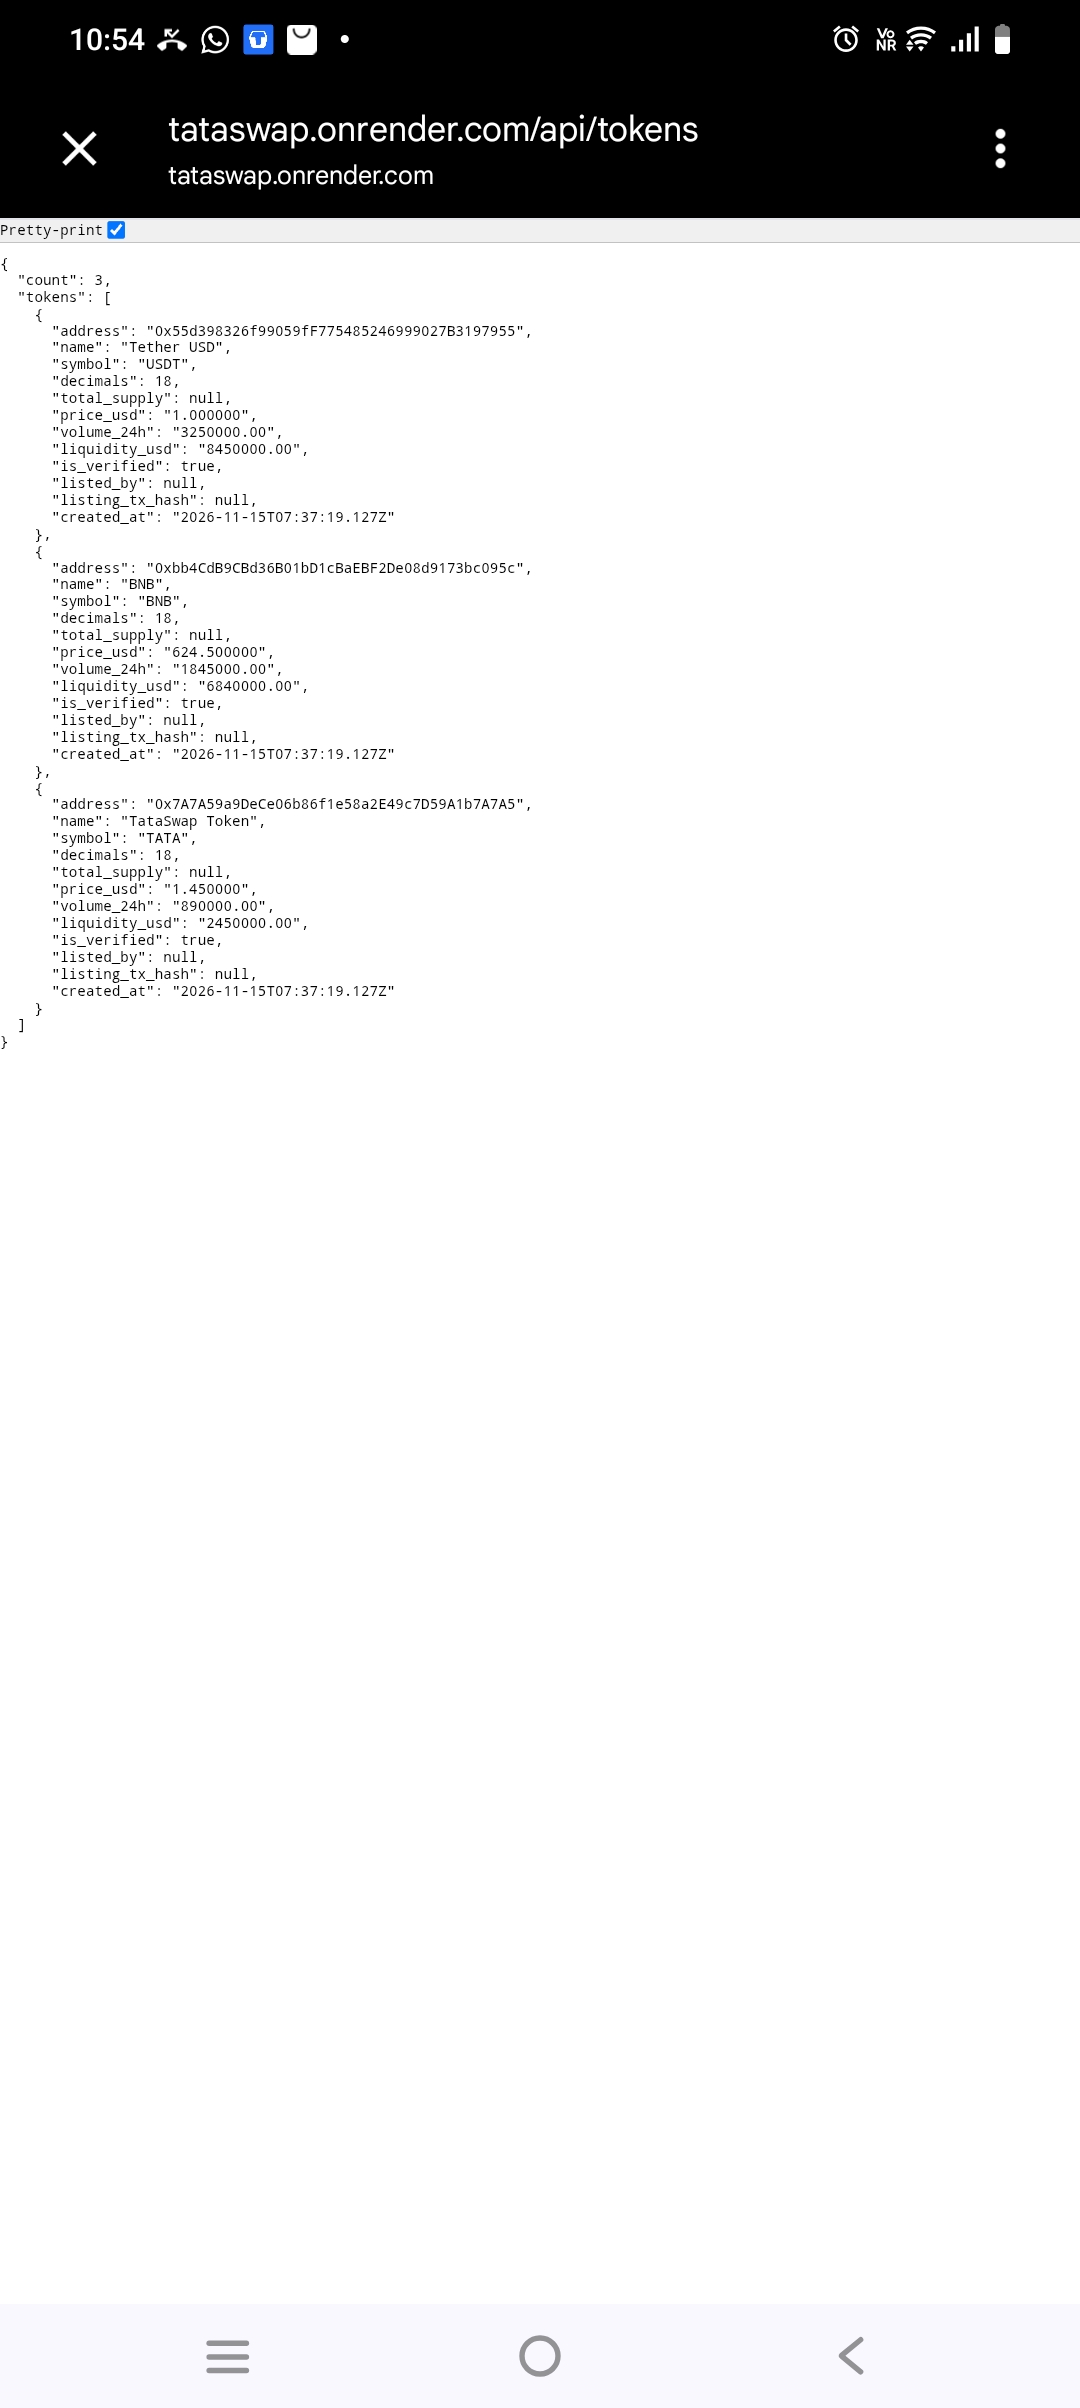 10:54
Vo
NR
tataswap.onrender.com/api/tokens
tataswap.onrender.com
Pretty-print
{
  "count": 3,
  "tokens": [
    {
      "address": "0x55d398326f99059fF775485246999027B3197955",
      "name": "Tether USD",
      "symbol": "USDT",
      "decimals": 18,
      "total_supply": null,
      "price_usd": "1.000000",
      "volume_24h": "3250000.00",
      "liquidity_usd": "8450000.00",
      "is_verified": true,
      "listed_by": null,
      "listing_tx_hash": null,
      "created_at": "2026-11-15T07:37:19.127Z"
    },
    {
      "address": "0xbb4CdB9CBd36B01bD1cBaEBF2De08d9173bc095c",
      "name": "BNB",
      "symbol": "BNB",
      "decimals": 18,
      "total_supply": null,
      "price_usd": "624.500000",
      "volume_24h": "1845000.00",
      "liquidity_usd": "6840000.00",
      "is_verified": true,
      "listed_by": null,
      "listing_tx_hash": null,
      "created_at": "2026-11-15T07:37:19.127Z"
    },
    {
      "address": "0x7A7A59a9DeCe06b86f1e58a2E49c7D59A1b7A7A5",
      "name": "TataSwap Token",
      "symbol": "TATA",
      "decimals": 18,
      "total_supply": null,
      "price_usd": "1.450000",
      "volume_24h": "890000.00",
      "liquidity_usd": "2450000.00",
      "is_verified": true,
      "listed_by": null,
      "listing_tx_hash": null,
      "created_at": "2026-11-15T07:37:19.127Z"
    }
  ]
}